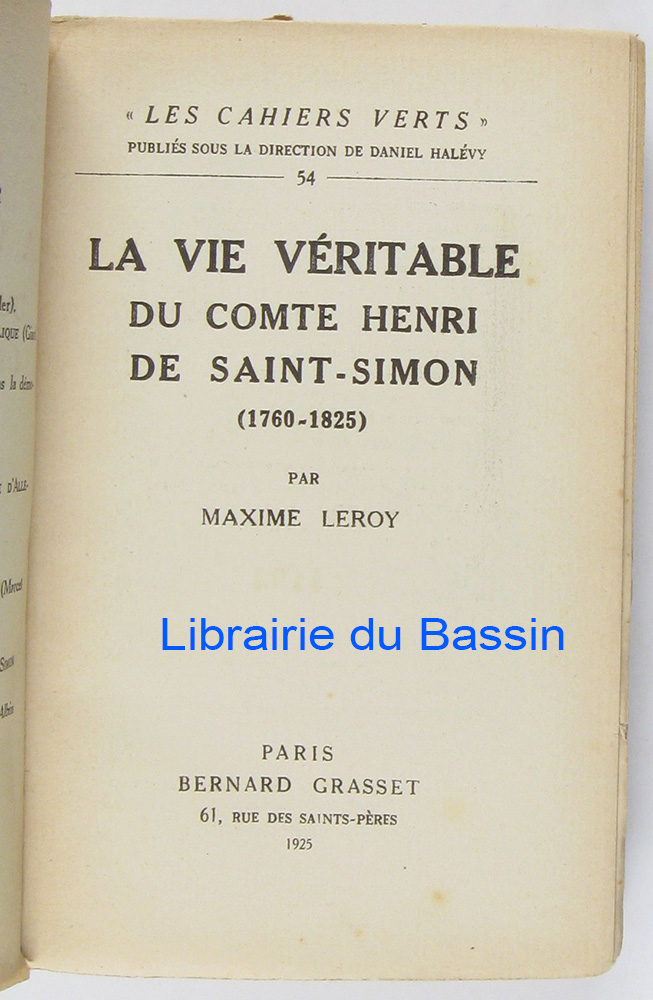 « LES CAHIERS VERTS »
PUBLIÉS SOUS LA DIRECTION DE DANIEL HALÉVY
54
LA VIE VÉRITABLE
DU COMTE HENRI
DE SAINT-SIMON
(1760-1825)
PAR
MAXIME LEROY
Librairie du Bassin
PARIS
BERNARD GRASSET
61, RUE DES SAINTS-PÈRES
1925